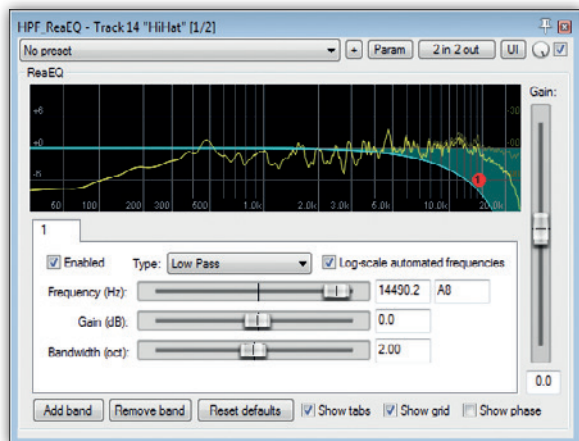 HPF_ReaEQ - Track 14 "HiHat" [1/2]
No preset + Param 2 in 2 out UI
ReaEQ
Gain:
+6 -30
+0 -60
-6
50 100 200 300 500 1.0k 2.0k 3.0k 5.0k 10.0k 20.0k
1
1
Enabled Type: Low Pass Log-scale automated frequencies
Frequency (Hz): 14490.2 A8
Gain (dB): 0.0
Bandwidth (oct): 2.00
0.0
Add band Remove band Reset defaults Show tabs Show grid Show phase